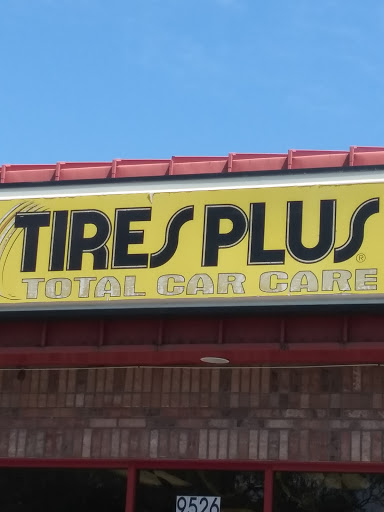 TIRES PLUS®
TOTAL CAR CARE
9526